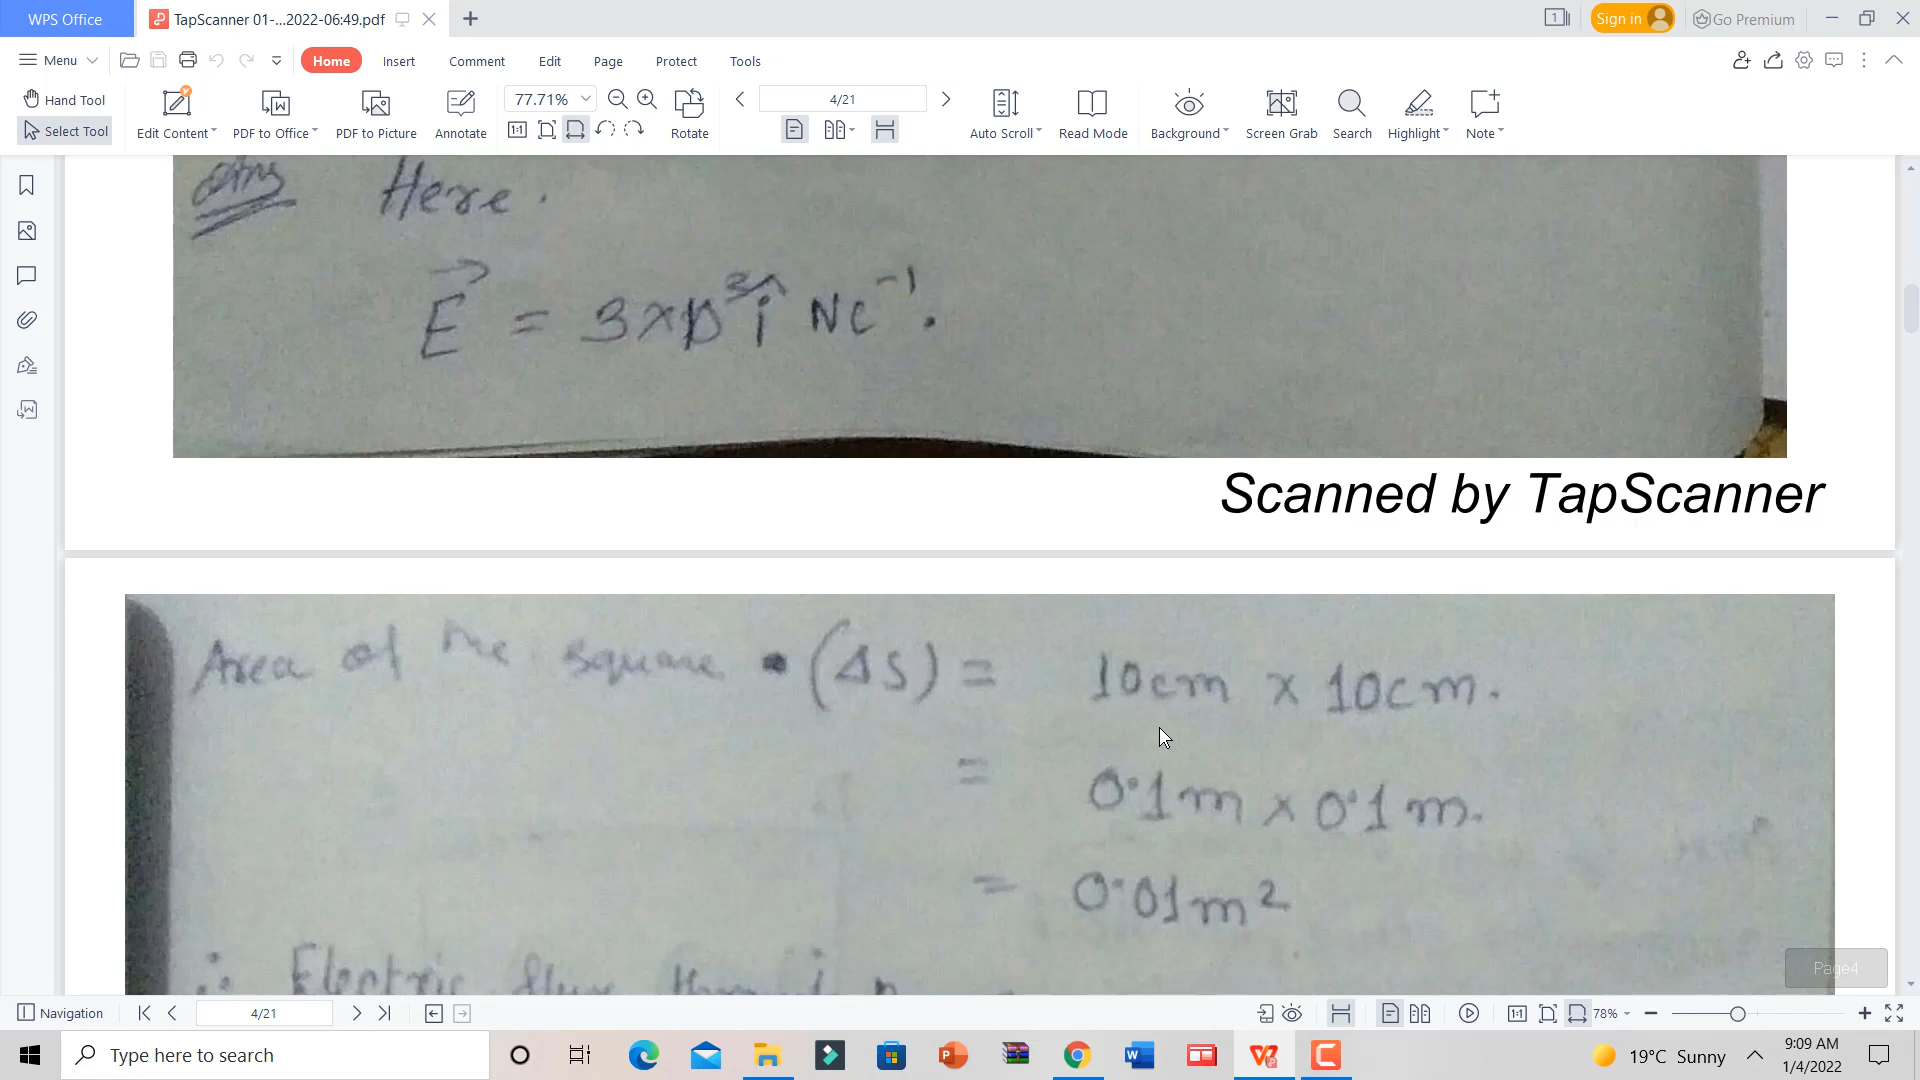 WPS Office
TapScanner 01-...2022-06:49.pdf
1
Sign in
Go Premium
Menu
Home
Insert
Comment
Edit
Page
Protect
Tools
Hand Tool
Select Tool
Edit Content
PDF to Office
PDF to Picture
Annotate
77.71%
Rotate
4/21
Auto Scroll
Read Mode
Background
Screen Grab
Search
Highlight
Note
Ans Here.
E⃗ = 3×10³ î NC⁻¹.
Scanned by TapScanner
Area of the square (ΔS) = 10cm × 10cm.
= 0.1m × 0.1m.
= 0.01m²
∴ Electric flux
Page4
Navigation
4/21
78%
Type here to search
19°C Sunny
9:09 AM
1/4/2022